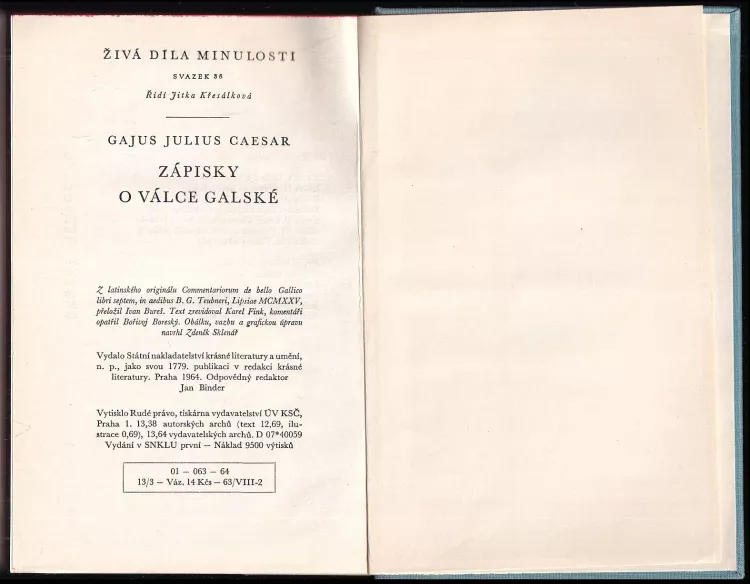 ŽIVÁ DÍLA MINULOSTI
SVAZEK 36
Řídí Jitka Křesálková
GAJUS JULIUS CAESAR
ZÁPISKY
O VÁLCE GALSKÉ
Z latinského originálu Commentariorum de bello Gallico
libri septem, in aedibus B. G. Teubneri, Lipsiae MCMXXV,
přeložil Ivan Bureš. Text zrevidoval Karel Fink, komentáři
opatřil Bořivoj Boreský. Obálku, vazbu a grafickou úpravu
navrhl Zdeněk Sklenář
Vydalo Státní nakladatelství krásné literatury a umění,
n. p., jako svou 1779. publikaci v redakci krásné
literatury. Praha 1964. Odpovědný redaktor
Jan Binder
Vytisklo Rudé právo, tiskárna vydavatelství ÚV KSČ,
Praha 1. 13,38 autorských archů (text 12,69, ilu-
strace 0,69), 13,64 vydavatelských archů. D 07*40059
Vydání v SNKLU první — Náklad 9500 výtisků
01 — 063 — 64
13/3 — Váz. 14 Kčs — 63/VIII-2